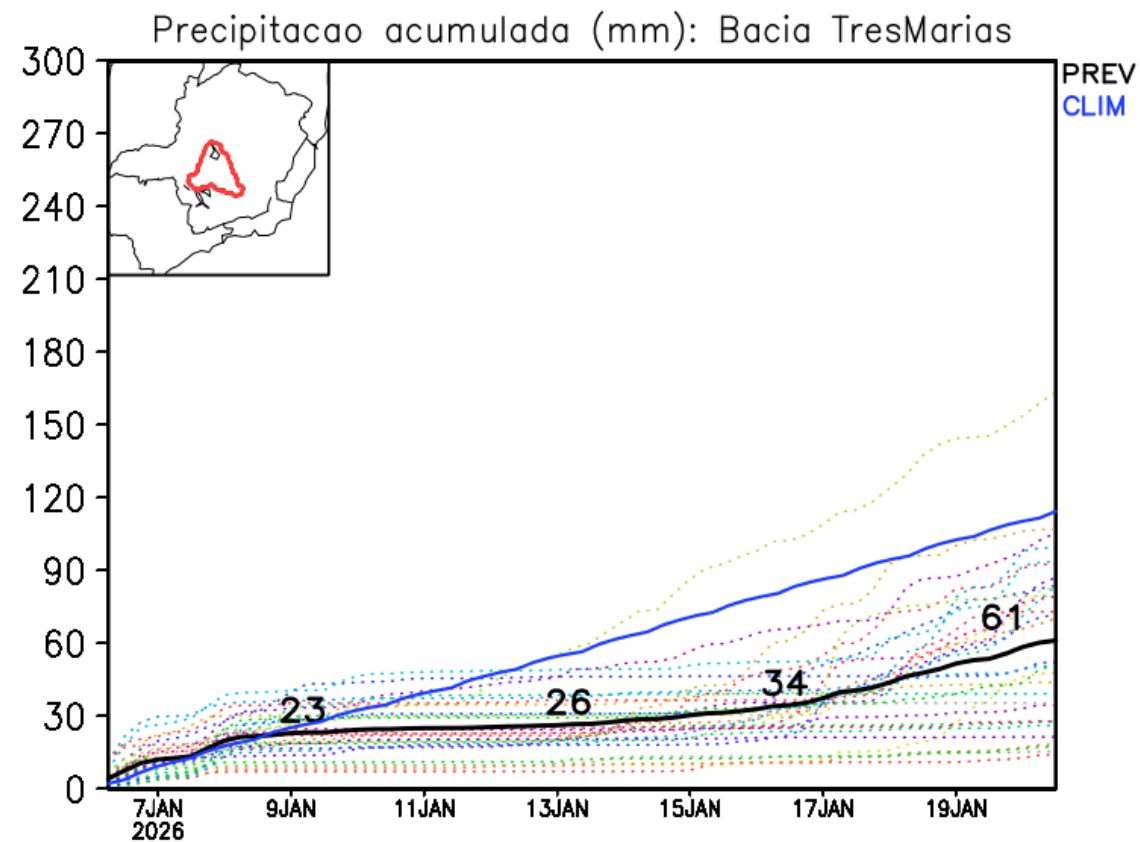 Precipitacao acumulada (mm): Bacia TresMarias
300
270
240
210
180
150
120
90
60
30
0
PREV
CLIM
23
26
34
61
7JAN
9JAN
11JAN
13JAN
15JAN
17JAN
19JAN
2026